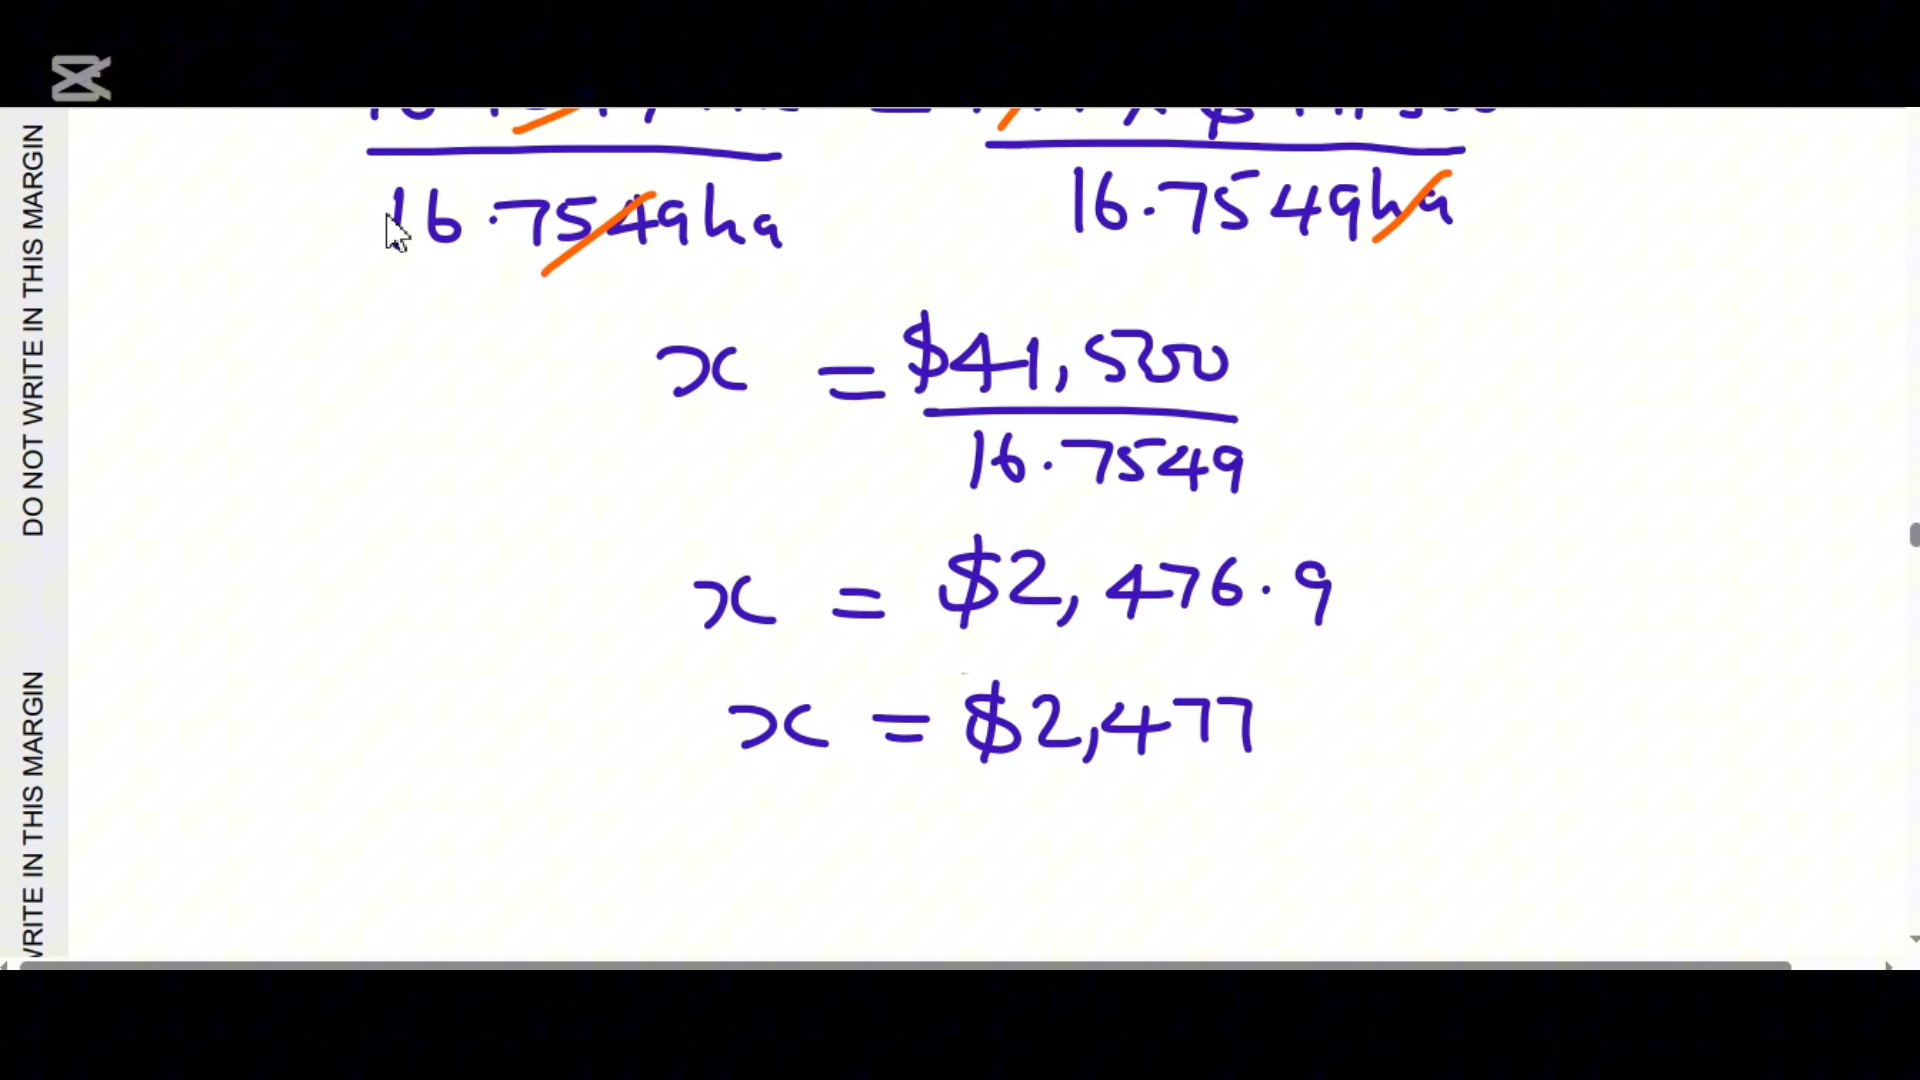 DO NOT WRITE IN THIS MARGIN
WRITE IN THIS MARGIN
16.7549ha 16.7549ha
x = $41,500
16.7549
x = $2,476.9
x = $2,477